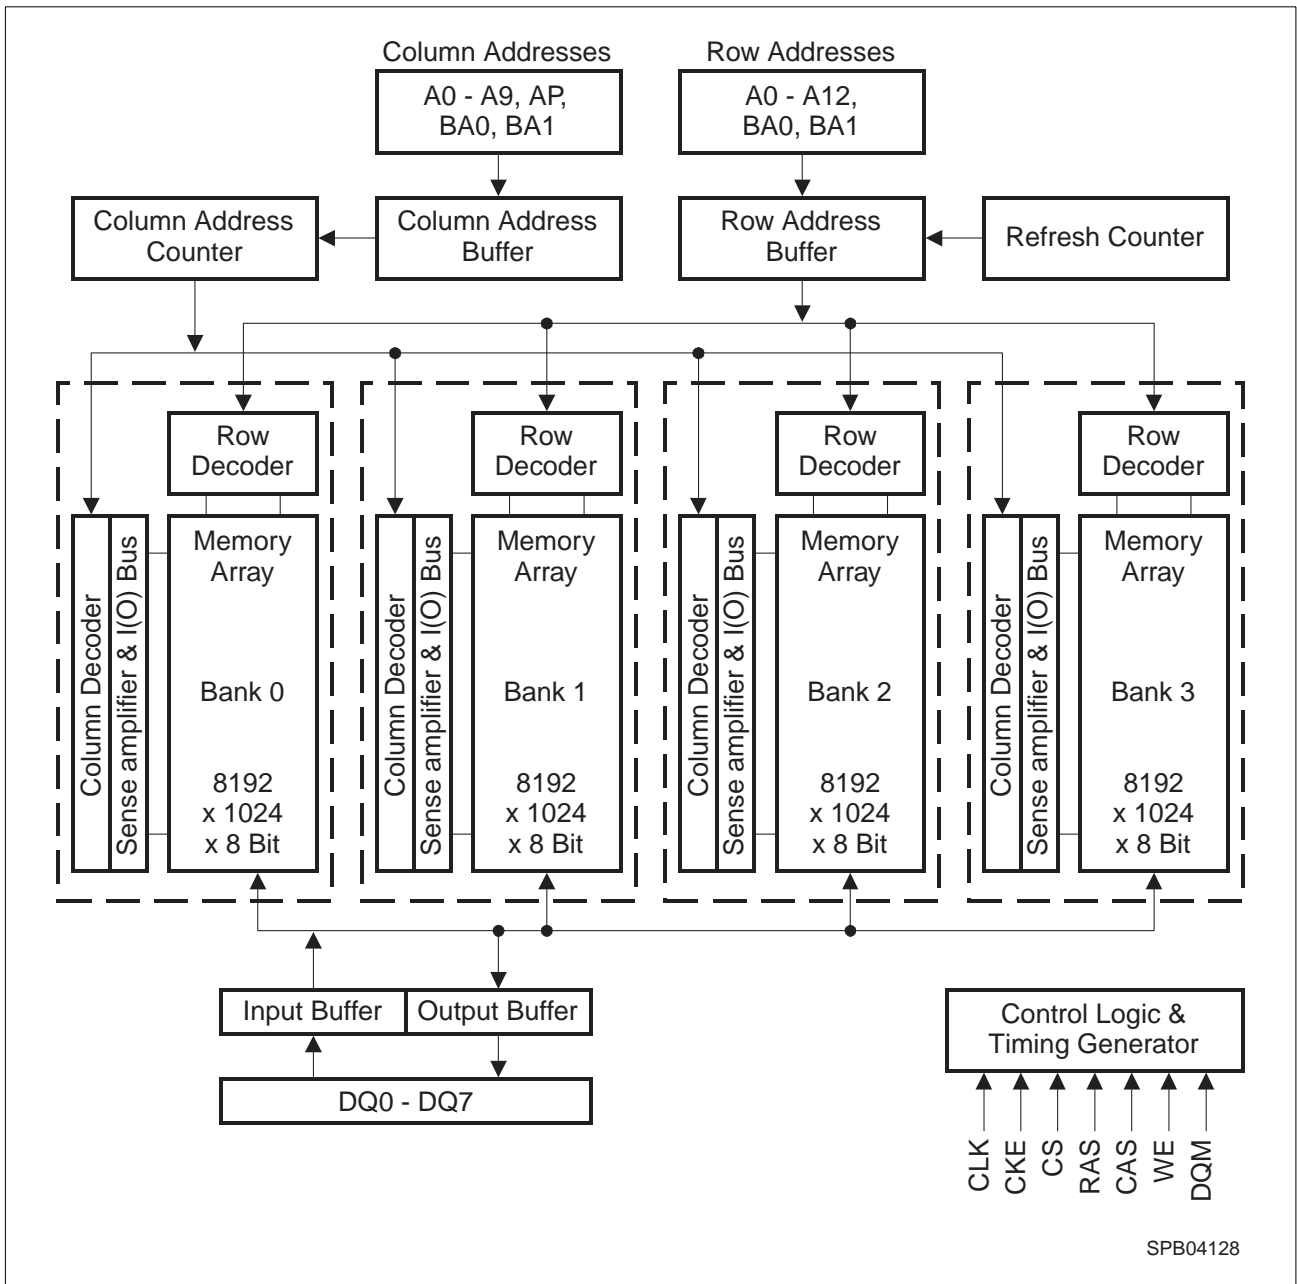 Column Addresses
Row Addresses
A0 - A9, AP,
BA0, BA1
A0 - A12,
BA0, BA1
Column Address
Counter
Column Address
Buffer
Row Address
Buffer
Refresh Counter
Row
Decoder
Row
Decoder
Row
Decoder
Row
Decoder
Column Decoder
Sense amplifier & I(O) Bus
Memory
Array
Bank 0
8192
x 1024
x 8 Bit
Column Decoder
Sense amplifier & I(O) Bus
Memory
Array
Bank 1
8192
x 1024
x 8 Bit
Column Decoder
Sense amplifier & I(O) Bus
Memory
Array
Bank 2
8192
x 1024
x 8 Bit
Column Decoder
Sense amplifier & I(O) Bus
Memory
Array
Bank 3
8192
x 1024
x 8 Bit
Input Buffer
Output Buffer
DQ0 - DQ7
Control Logic &
Timing Generator
CLK
CKE
CS
RAS
CAS
WE
DQM
SPB04128